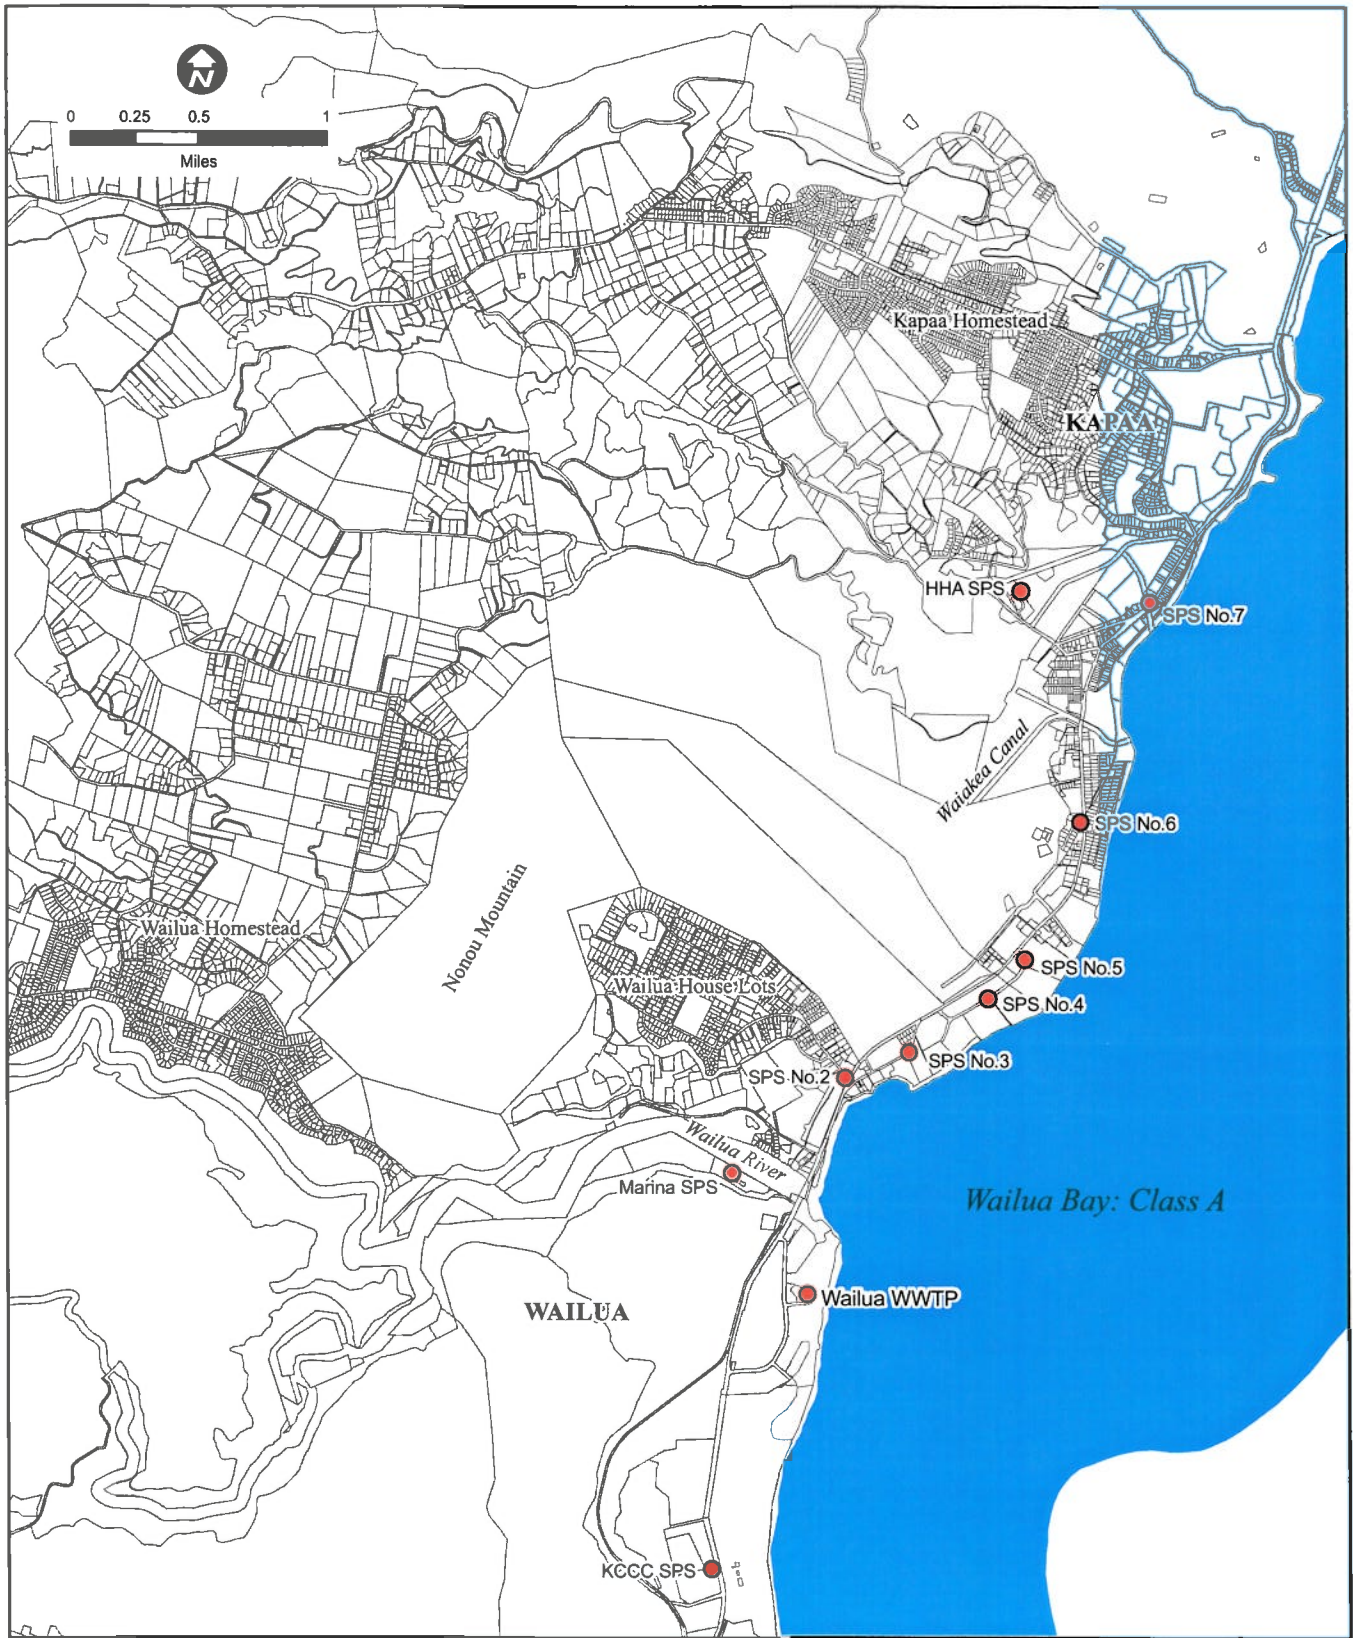 N
0 0.25 0.5 1
Miles
Kapaa Homestead
KAPAA
HHA SPS
SPS No.7
Waiakea Canal
SPS No.6
Nonou Mountain
Wailua Homestead
SPS No.5
Wailua House Lots
SPS No.4
SPS No.3
SPS No.2
Wailua River
Marina SPS
Wailua Bay: Class A
Wailua WWTP
WAILUA
KCCC SPS